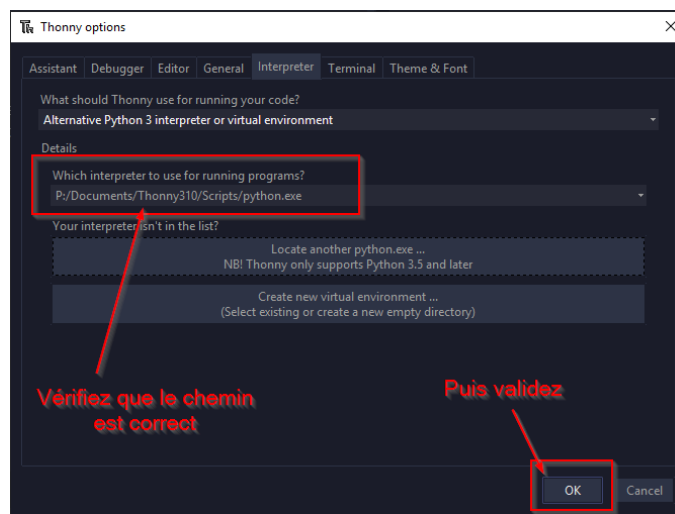 Thonny options
Assistant Debugger Editor General Interpreter Terminal Theme & Font
What should Thonny use for running your code?
Alternative Python 3 interpreter or virtual environment
Details
Which interpreter to use for running programs?
P:/Documents/Thonny310/Scripts/python.exe
Your interpreter isn't in the list?
Locate another python.exe ...
NB! Thonny only supports Python 3.5 and later
Create new virtual environment ...
(Select existing or create a new empty directory)
Vérifiez que le chemin
est correct
Puis validez
OK Cancel